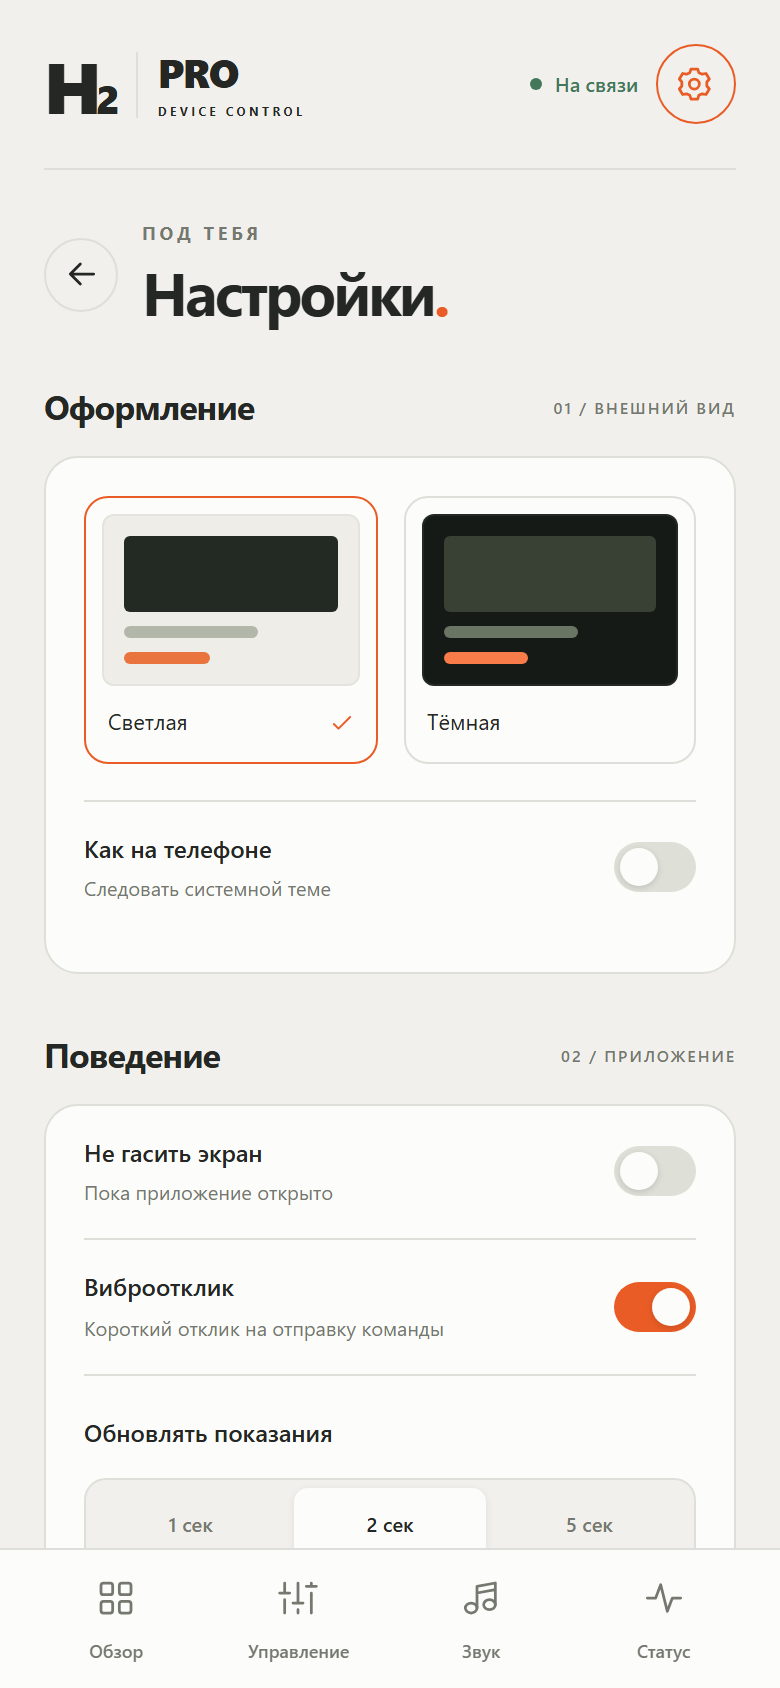 H2
PRO
DEVICE CONTROL
На связи
ПОД ТЕБЯ
Настройки.
Оформление
01 / ВНЕШНИЙ ВИД
Светлая
Тёмная
Как на телефоне
Следовать системной теме
Поведение
02 / ПРИЛОЖЕНИЕ
Не гасить экран
Пока приложение открыто
Виброотклик
Короткий отклик на отправку команды
Обновлять показания
1 сек
2 сек
5 сек
Обзор
Управление
Звук
Статус